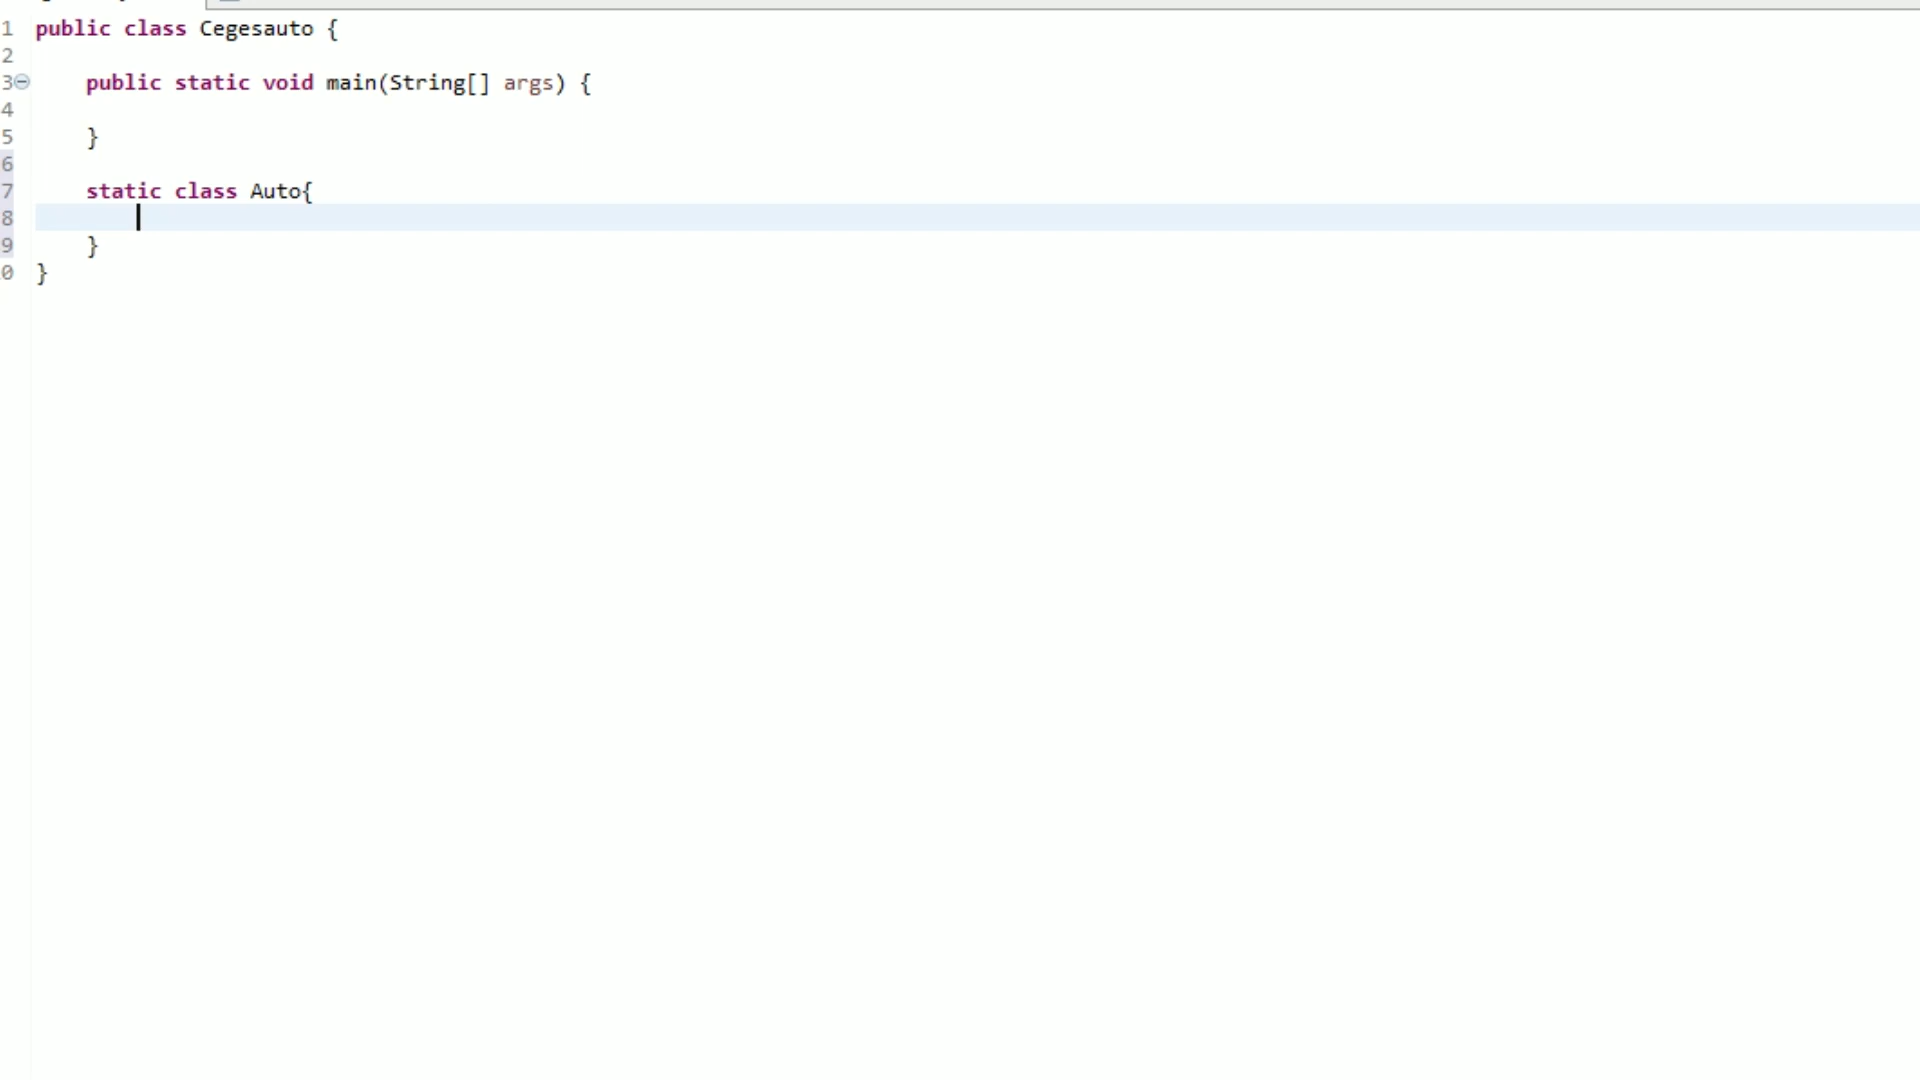 1 public class Cegesauto {
2
3 public static void main(String[] args) {
4
5 }
6
7 static class Auto{
8
9 }
0 }